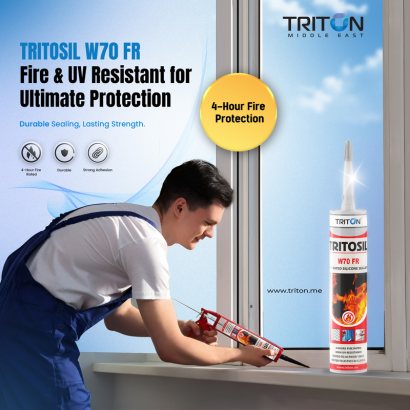 TRITON
MIDDLE EAST
TRITOSIL W70 FR
Fire & UV Resistant for
Ultimate Protection
Durable Sealing, Lasting Strength.
4-Hour Fire
Protection
4-Hour Fire
Rated
Durable
Strong Adhesion
TRITON
TRITOSIL
W70 FR
www.triton.me